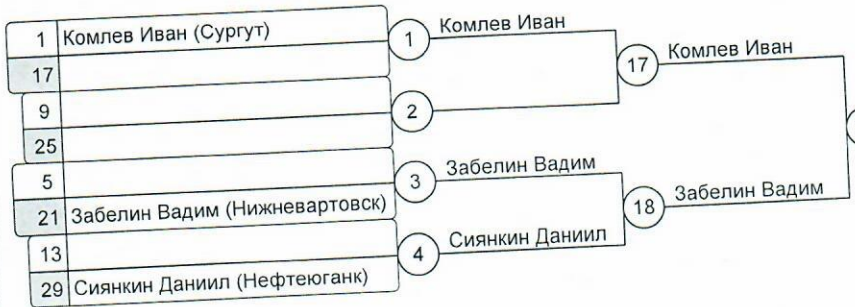 1 Комлев Иван (Сургут)
17
9
25
5
21 Забелин Вадим (Нижневартовск)
13
29 Сиянкин Даниил (Нефтеюганк)
1 Комлев Иван
2
3 Забелин Вадим
4 Сиянкин Даниил
17 Комлев Иван
18 Забелин Вадим